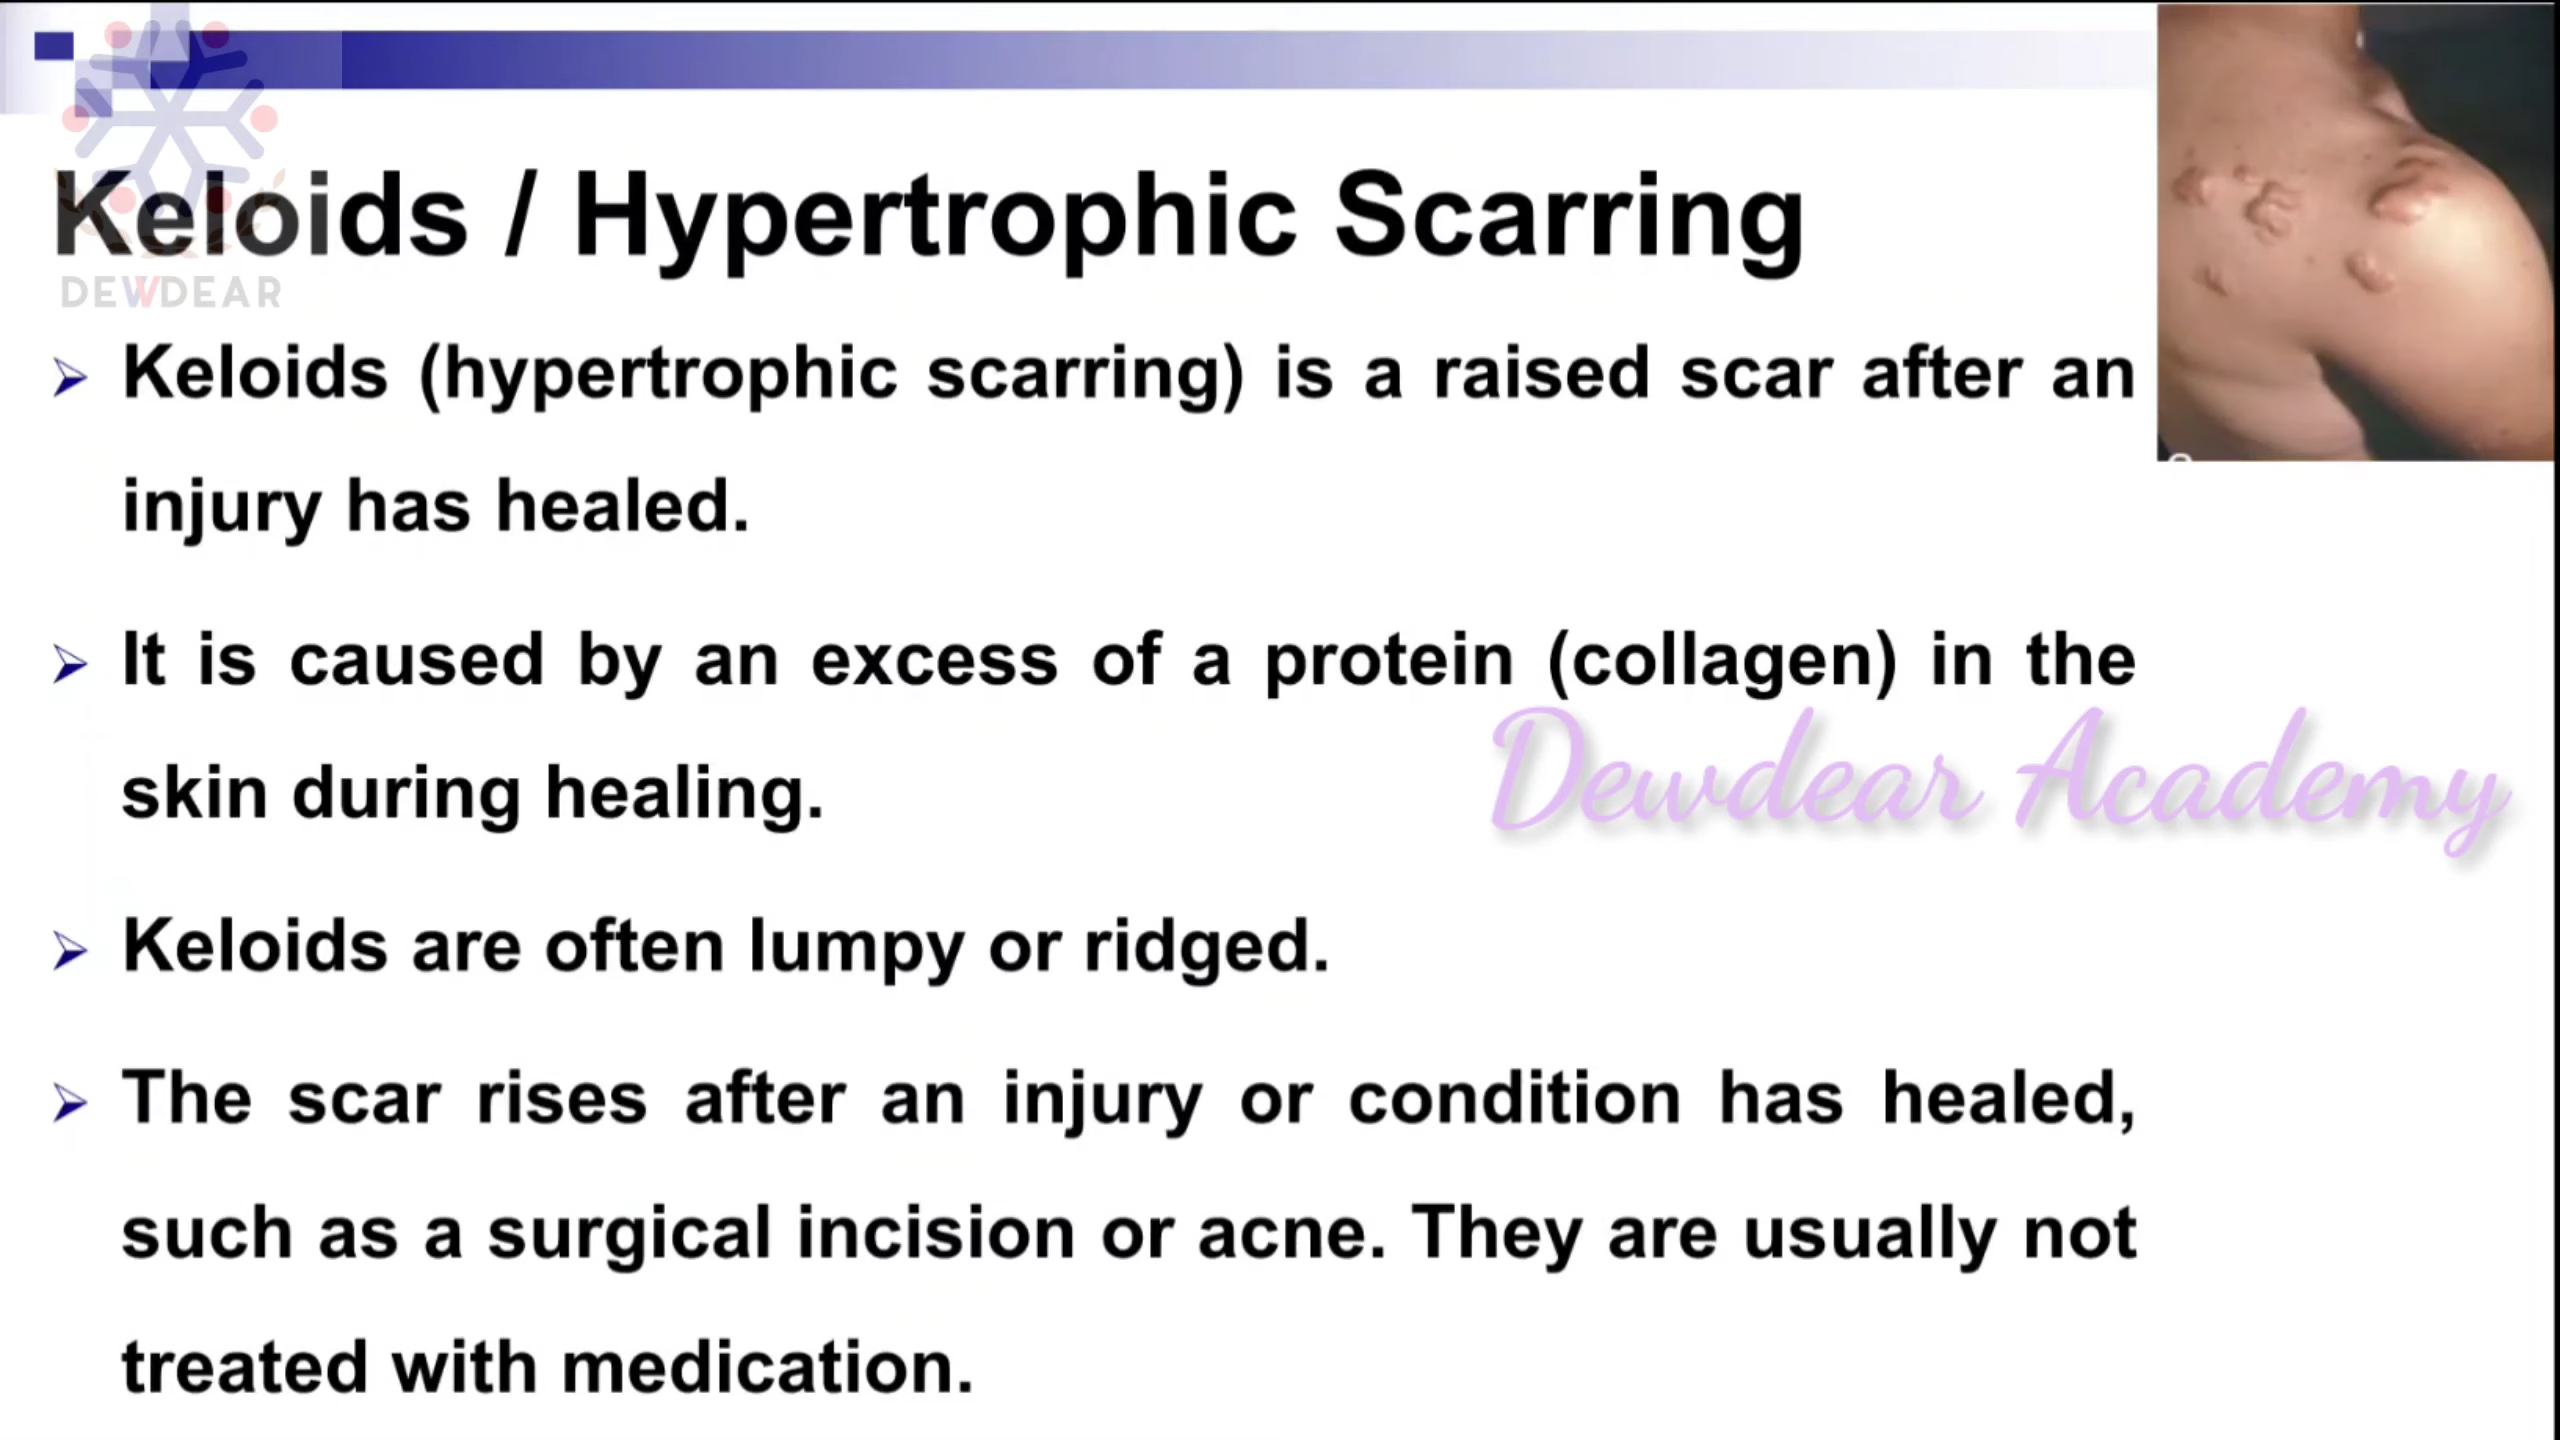 Keloids / Hypertrophic Scarring
DEWDEAR
➢ Keloids (hypertrophic scarring) is a raised scar after an
injury has healed.
➢ It is caused by an excess of a protein (collagen) in the
skin during healing.
Dewdear Academy
➢ Keloids are often lumpy or ridged.
➢ The scar rises after an injury or condition has healed,
such as a surgical incision or acne. They are usually not
treated with medication.